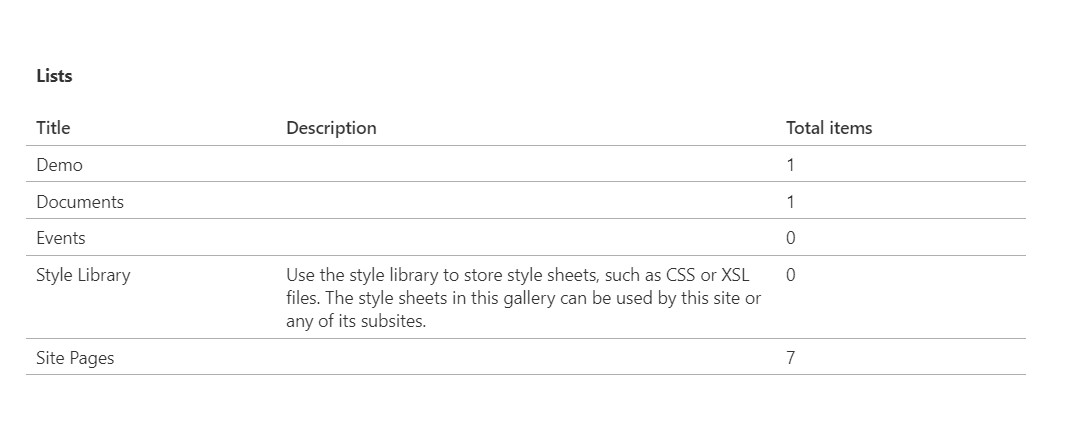 Lists
Title Description Total items
Demo 1
Documents 1
Events 0
Style Library Use the style library to store style sheets, such as CSS or XSL 0
files. The style sheets in this gallery can be used by this site or
any of its subsites.
Site Pages 7